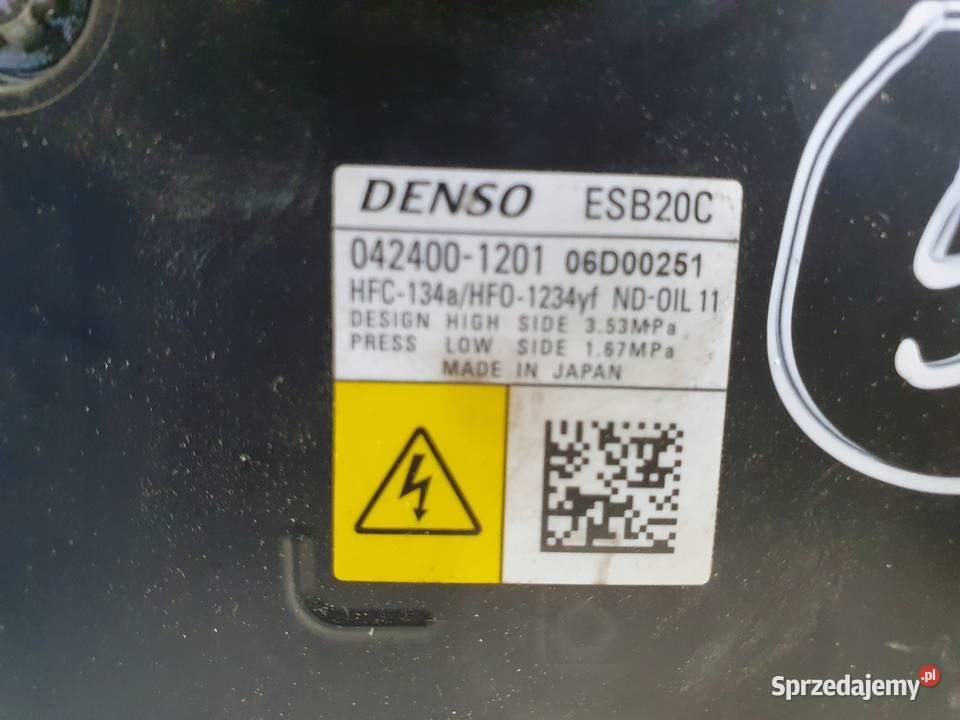 DENSO ESB20C
042400-1201 06D00251
HFC-134a/HFO-1234yf ND-OIL 11
DESIGN HIGH SIDE 3.53MPa
PRESS LOW SIDE 1.67MPa
MADE IN JAPAN
Sprzedajemy.pl